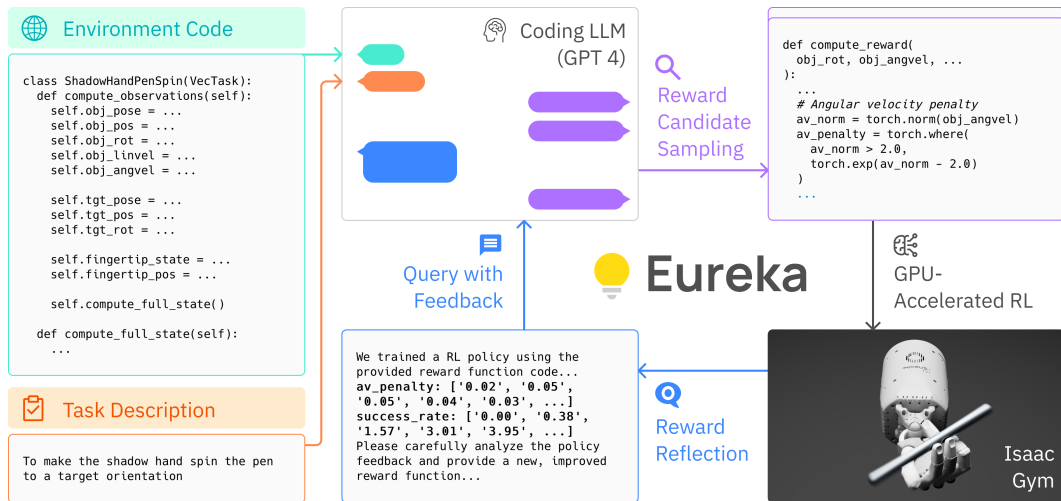 Environment Code
class ShadowHandPenSpin(VecTask):
def compute_observations(self):
self.obj_pose = ...
self.obj_pos = ...
self.obj_rot = ...
self.obj_linvel = ...
self.obj_angvel = ...
self.tgt_pose = ...
self.tgt_pos = ...
self.tgt_rot = ...
self.fingertip_state = ...
self.fingertip_pos = ...
self.compute_full_state()
def compute_full_state(self):
...
Task Description
To make the shadow hand spin the pen
to a target orientation
Coding LLM
(GPT 4)
Reward
Candidate
Sampling
def compute_reward(
obj_rot, obj_angvel, ...
):
...
# Angular velocity penalty
av_norm = torch.norm(obj_angvel)
av_penalty = torch.where(
av_norm > 2.0,
torch.exp(av_norm - 2.0)
)
...
Query with
Feedback
Eureka
GPU-
Accelerated RL
We trained a RL policy using the
provided reward function code...
av_penalty: ['0.02', '0.05',
'0.05', '0.04', '0.03', ...]
success_rate: ['0.00', '0.38',
'1.57', '3.01', '3.95', ...]
Please carefully analyze the policy
feedback and provide a new, improved
reward function...
Reward
Reflection
Isaac
Gym